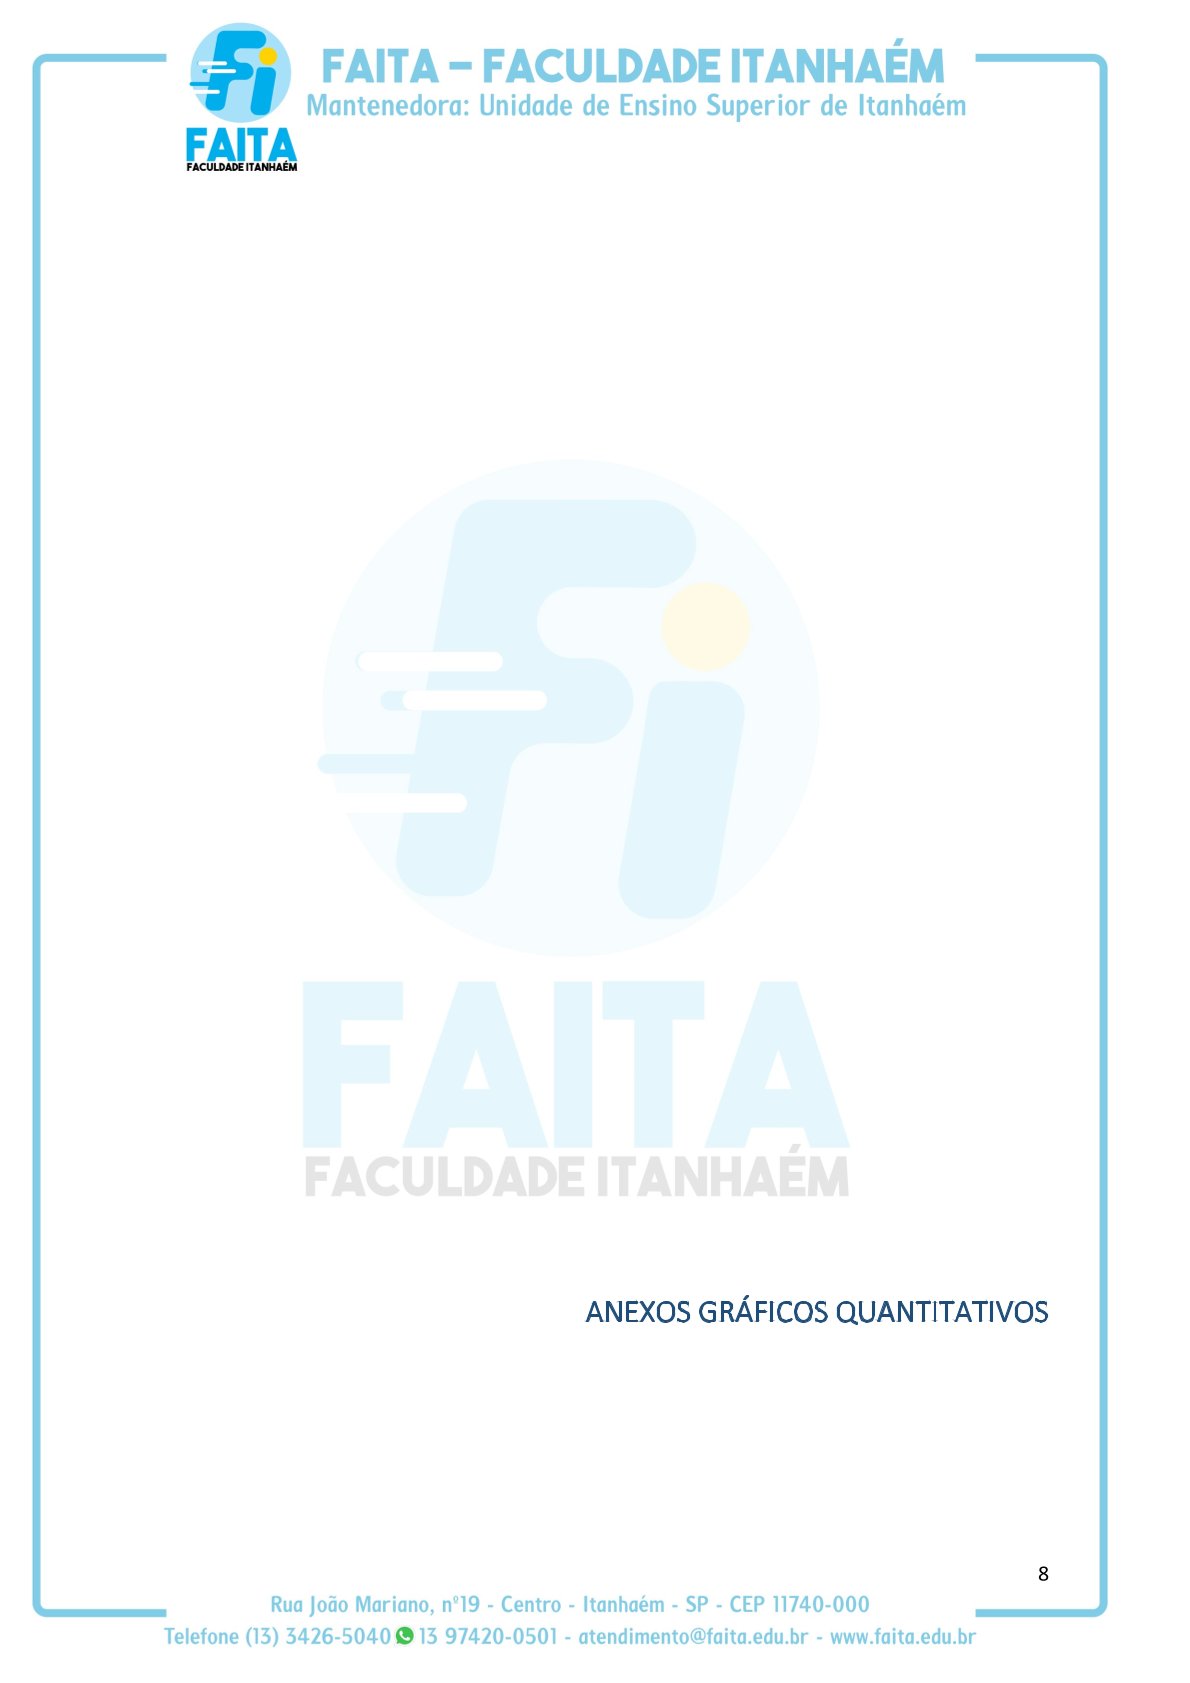 FAITA – FACULDADE ITANHAÉM
Mantenedora: Unidade de Ensino Superior de Itanhaém
Fi
FAITA
FACULDADE ITANHAÉM
Fi
FAITA
FACULDADE ITANHAÉM
ANEXOS GRÁFICOS QUANTITATIVOS
8
Rua João Mariano, nº19 - Centro - Itanhaém - SP - CEP 11740-000
Telefone (13) 3426-5040 13 97420-0501 - atendimento@faita.edu.br - www.faita.edu.br